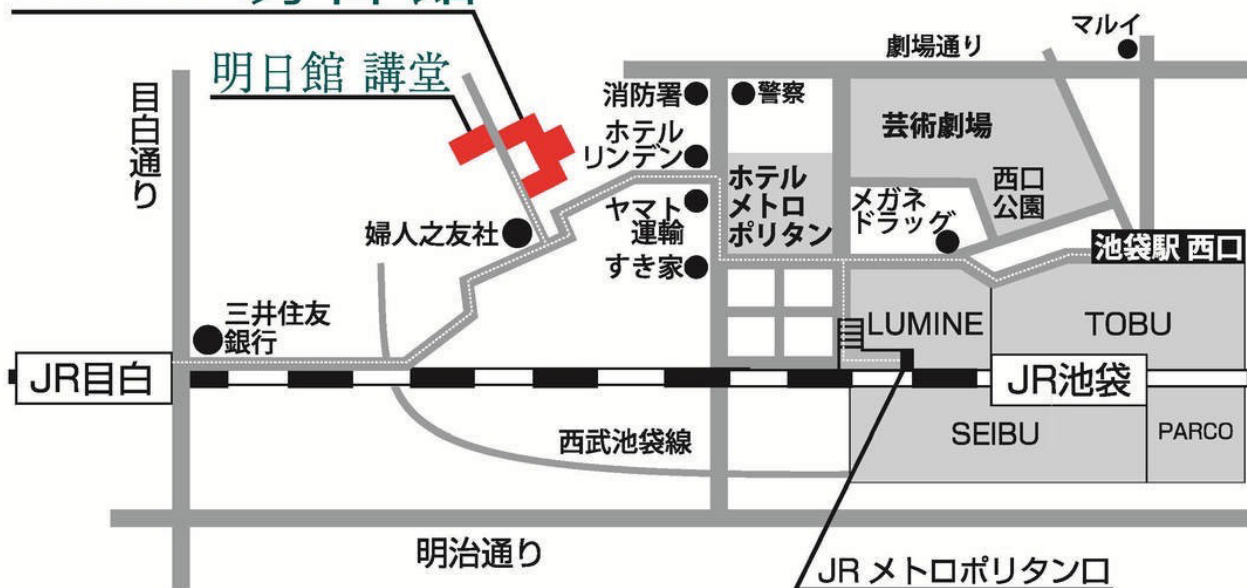 明日館
明日館 講堂
目白通り
劇場通り
マルイ
消防署
警察
ホテル
リンデン
ホテル
メトロ
ポリタン
芸術劇場
西口
公園
メガネ
ドラッグ
ヤマト
運輸
すき家
婦人之友社
池袋駅 西口
三井住友
銀行
LUMINE
TOBU
JR目白
JR池袋
西武池袋線
SEIBU
PARCO
明治通り
JR メトロポリタン口